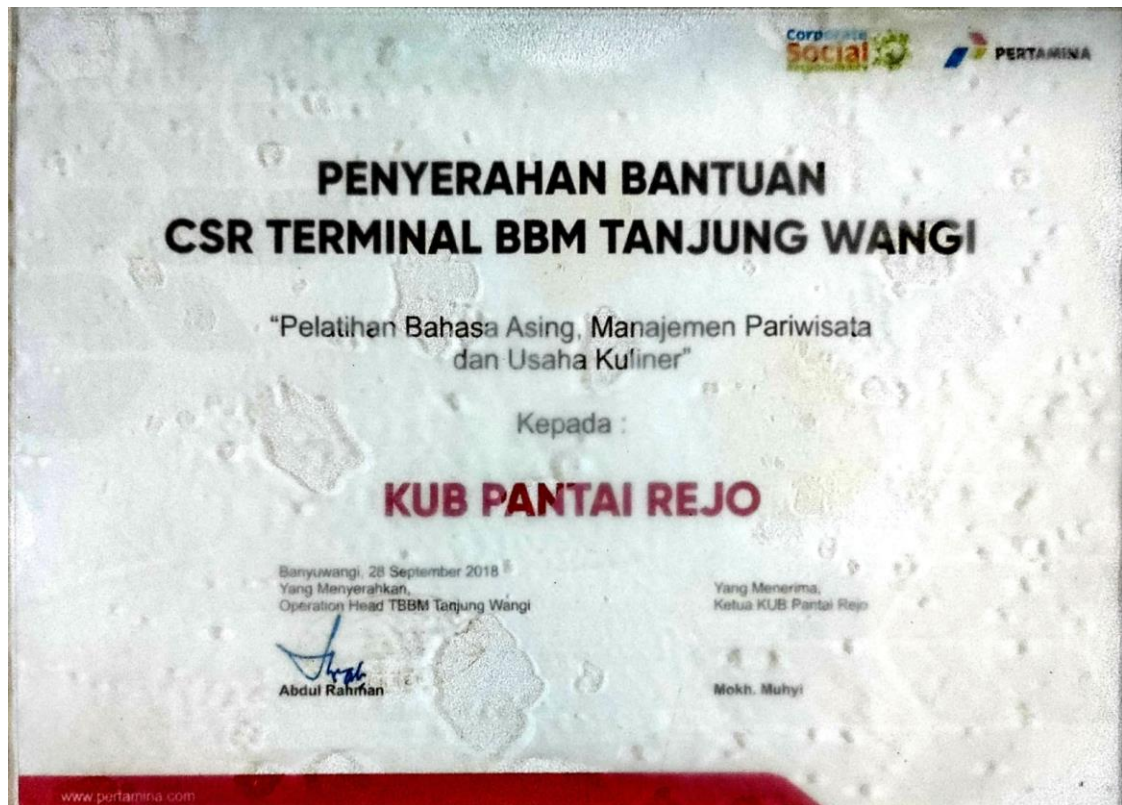 Corporate
Social
Responsibility
PERTAMINA
PENYERAHAN BANTUAN
CSR TERMINAL BBM TANJUNG WANGI
“Pelatihan Bahasa Asing, Manajemen Pariwisata
dan Usaha Kuliner”
Kepada :
KUB PANTAI REJO
Banyuwangi, 28 September 2018
Yang Menyerahkan,
Operation Head TBBM Tanjung Wangi
Abdul Rahman
Yang Menerima,
Ketua KUB Pantai Rejo
Mokh. Muhyi
www.pertamina.com